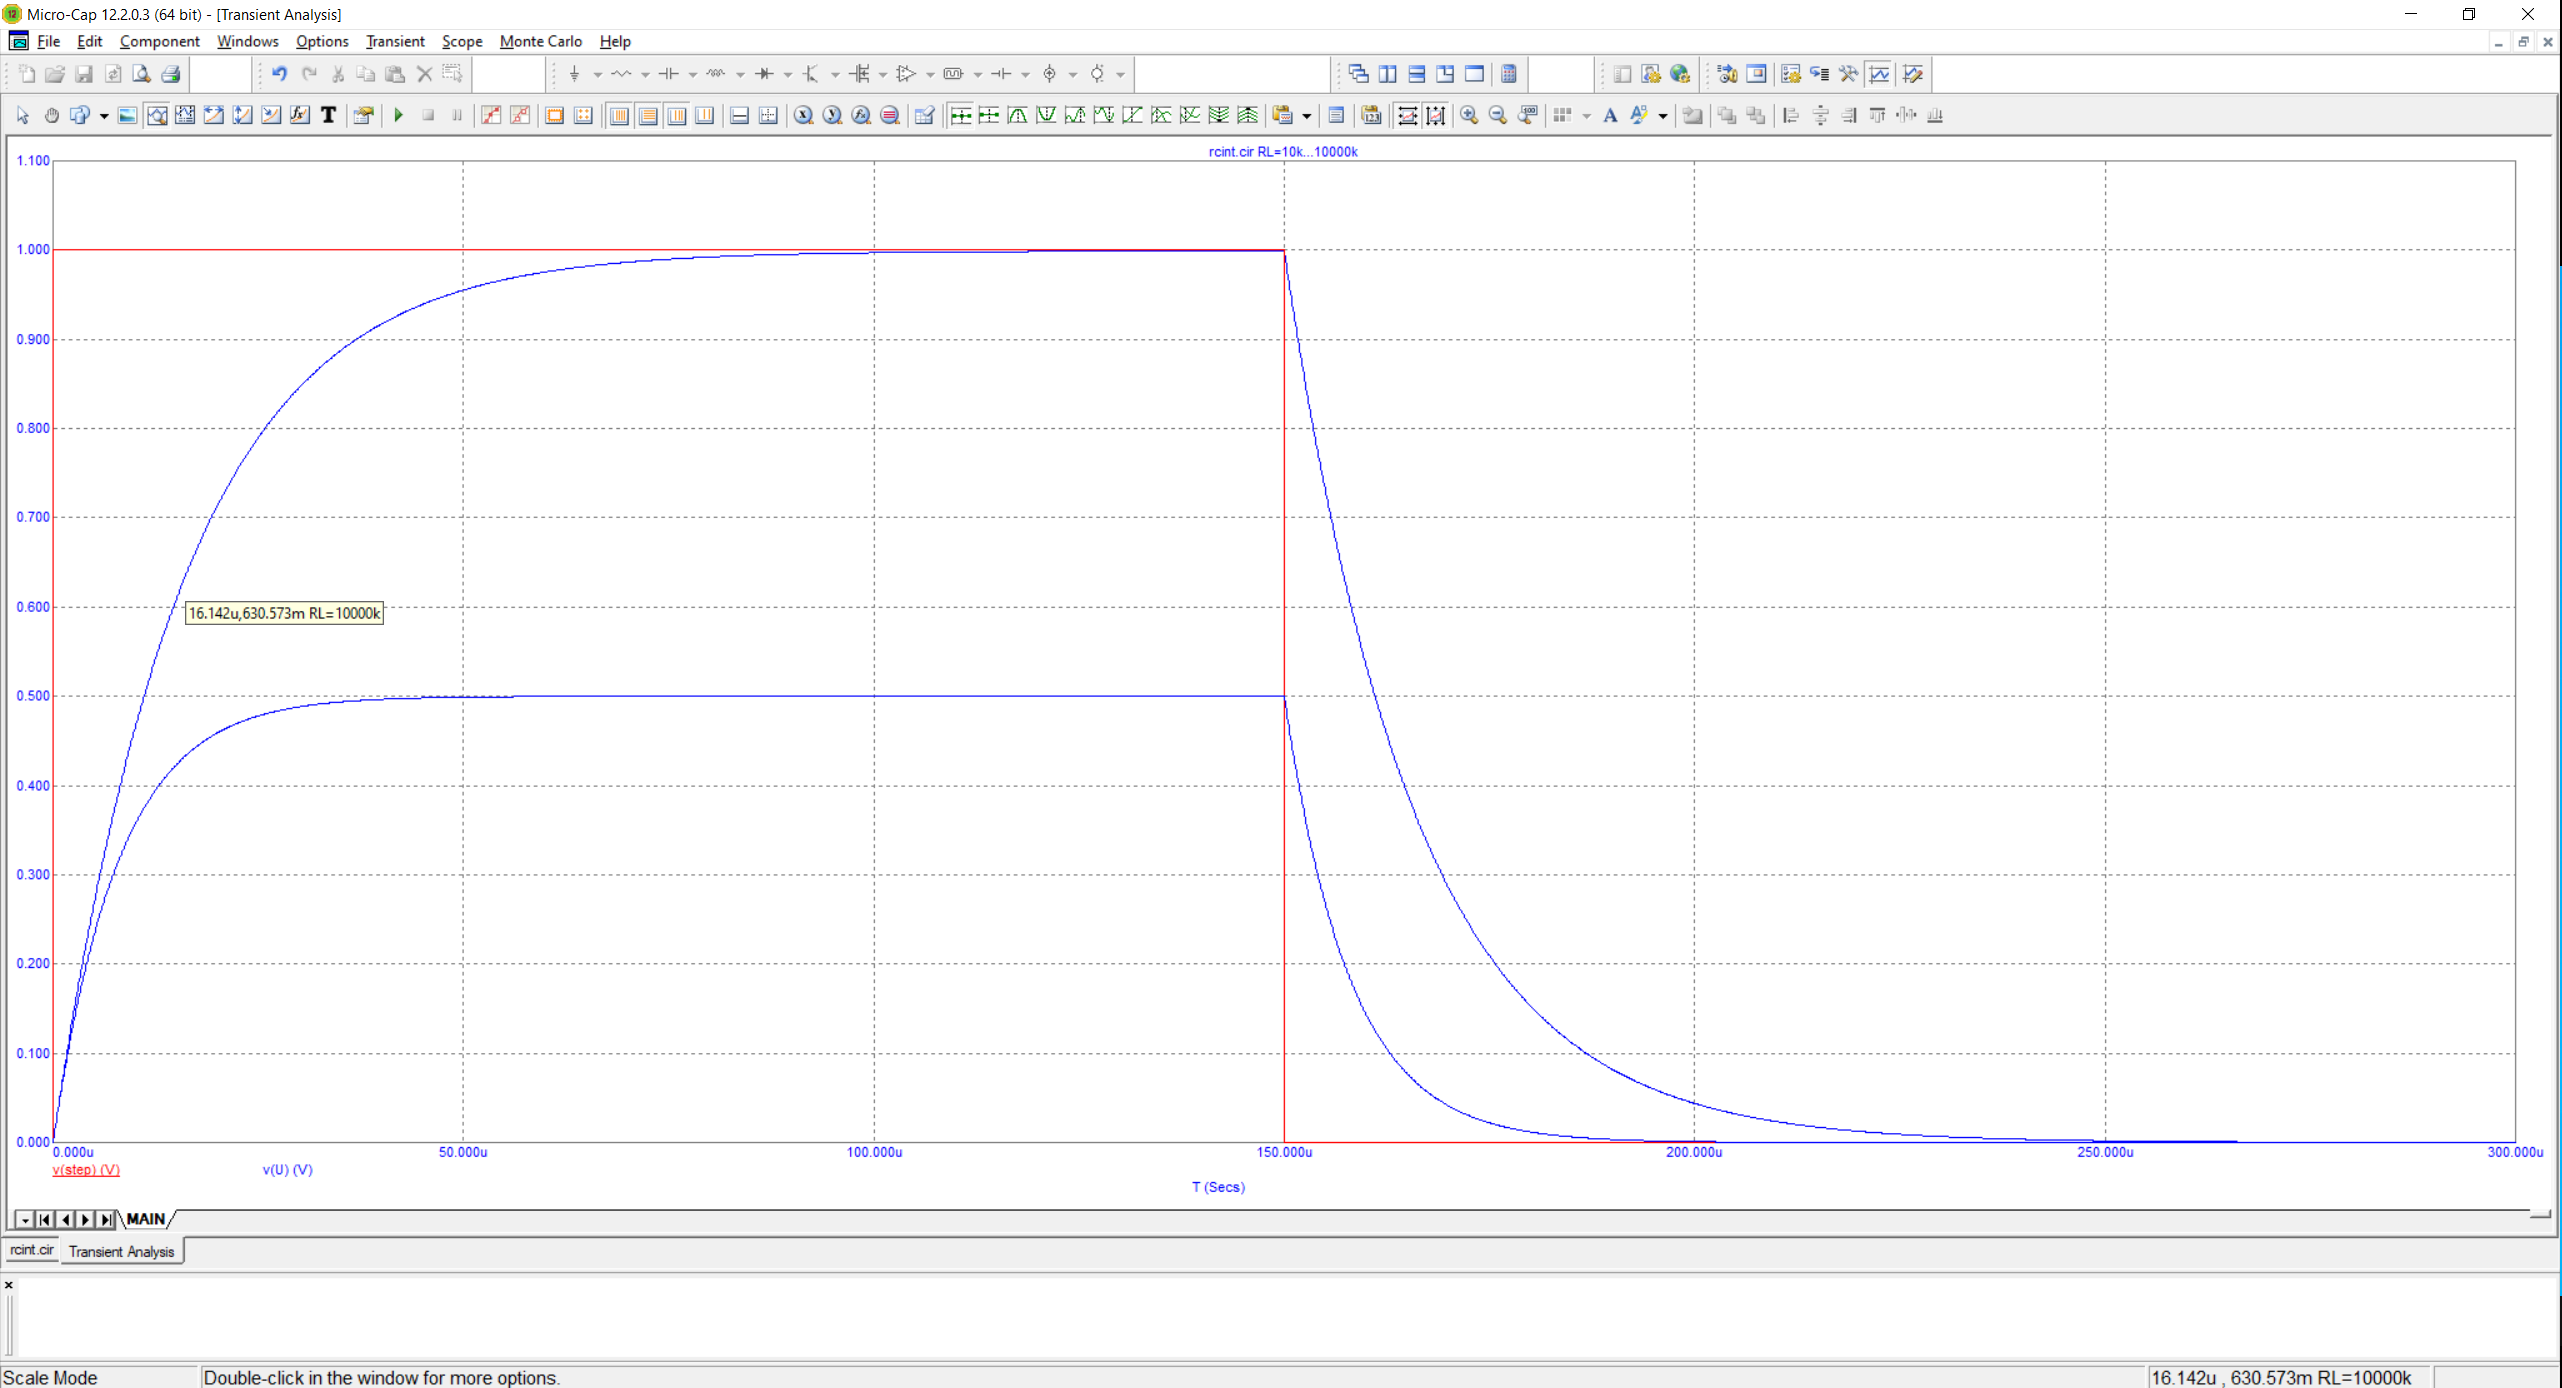 Micro-Cap 12.2.0.3 (64 bit) - [Transient Analysis]
File Edit Component Windows Options Transient Scope Monte Carlo Help
rcint.cir RL=10k...10000k
1.100
1.000
0.900
0.800
0.700
0.600
16.142u,630.573m RL=10000k
0.500
0.400
0.300
0.200
0.100
0.000
0.000u 50.000u 100.000u 150.000u 200.000u 250.000u 300.000u
v(step) (V) v(U) (V)
T (Secs)
MAIN
rcint.cir Transient Analysis
Scale Mode Double-click in the window for more options. 16.142u , 630.573m RL=10000k